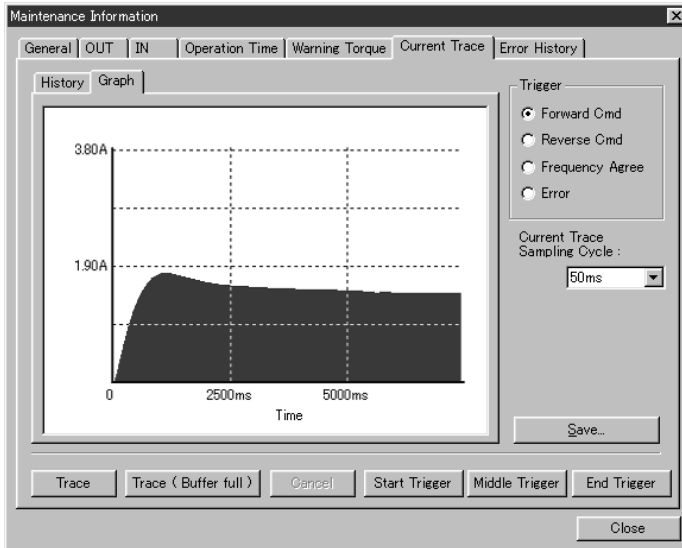 Maintenance Information
General OUT IN Operation Time Warning Torque Current Trace Error History
History Graph
3.80A
1.90A
0 2500ms 5000ms
Time
Trigger
Forward Cmd
Reverse Cmd
Frequency Agree
Error
Current Trace
Sampling Cycle :
50ms
Save...
Trace Trace ( Buffer full ) Cancel Start Trigger Middle Trigger End Trigger
Close